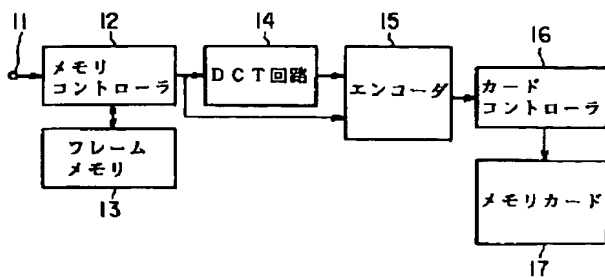 11
12
メモリ
コントローラ
フレーム
メモリ
13
14
DCT回路
15
エンコーダ
16
カード
コントローラ
メモリカード
17